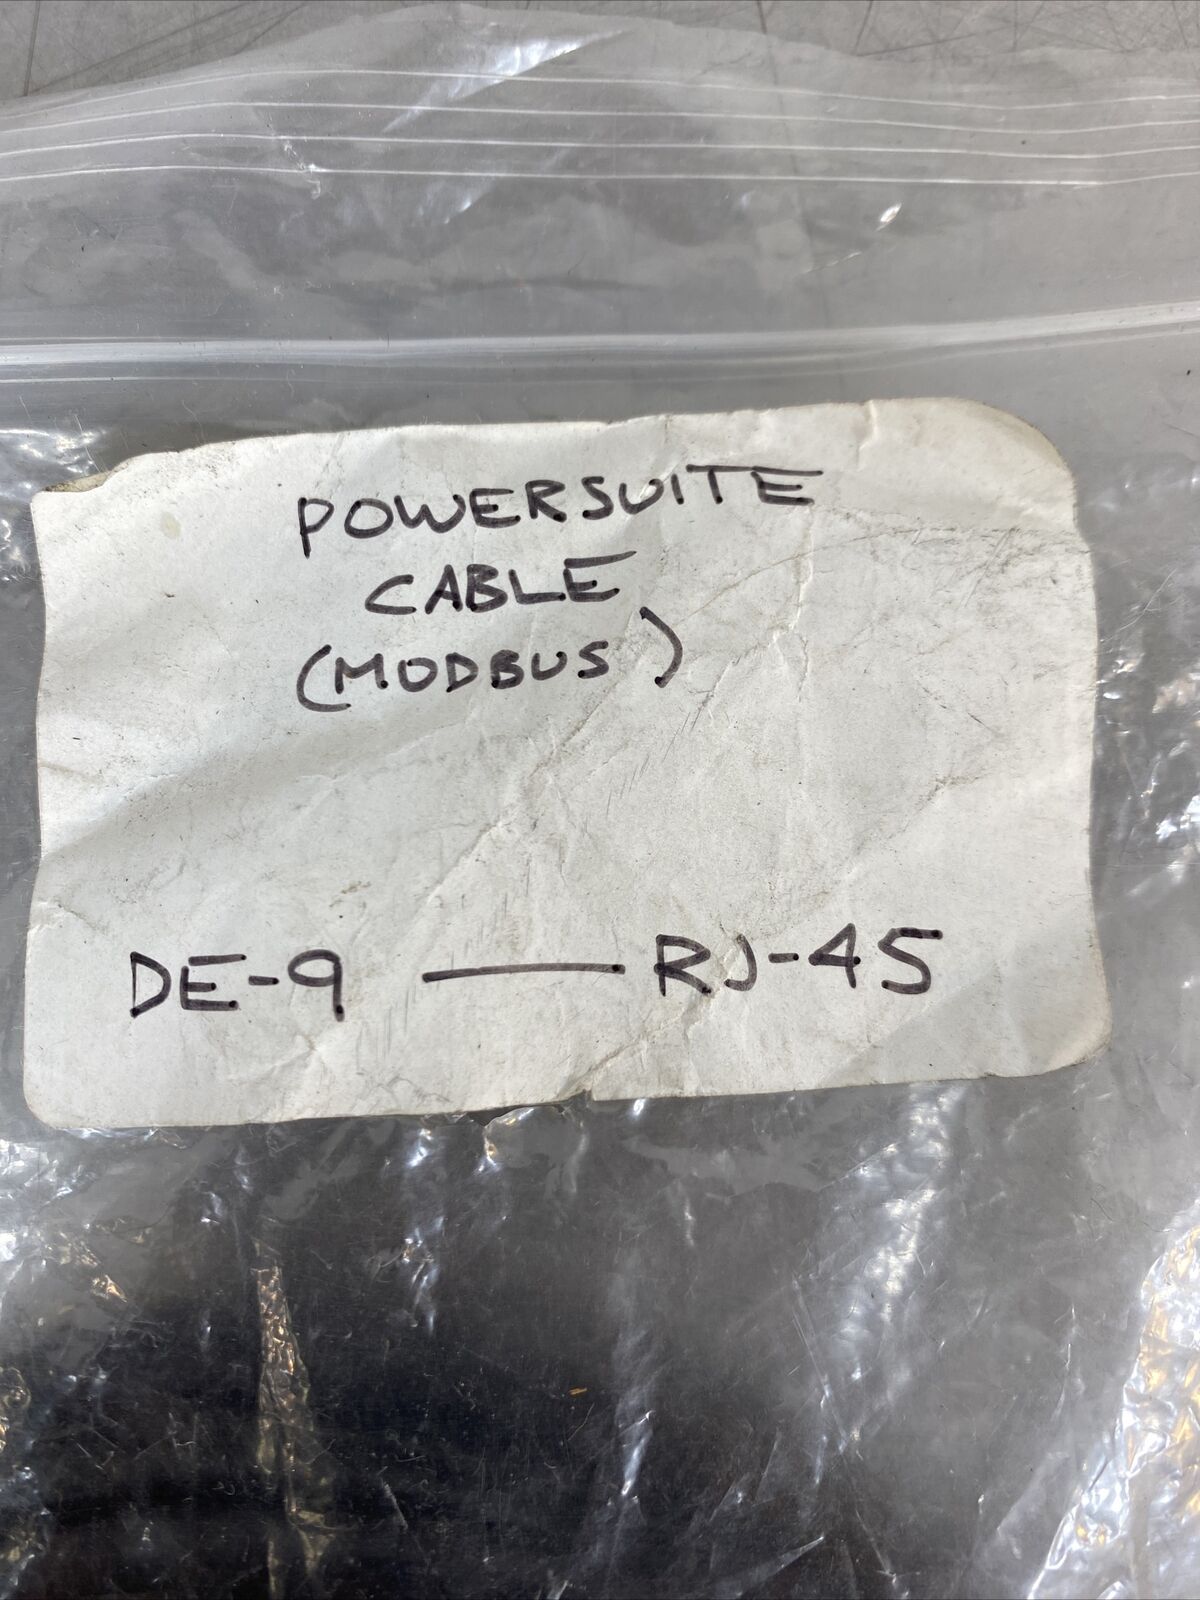 POWERSUITE
CABLE
(MODBUS)
DE-9 — RJ-45